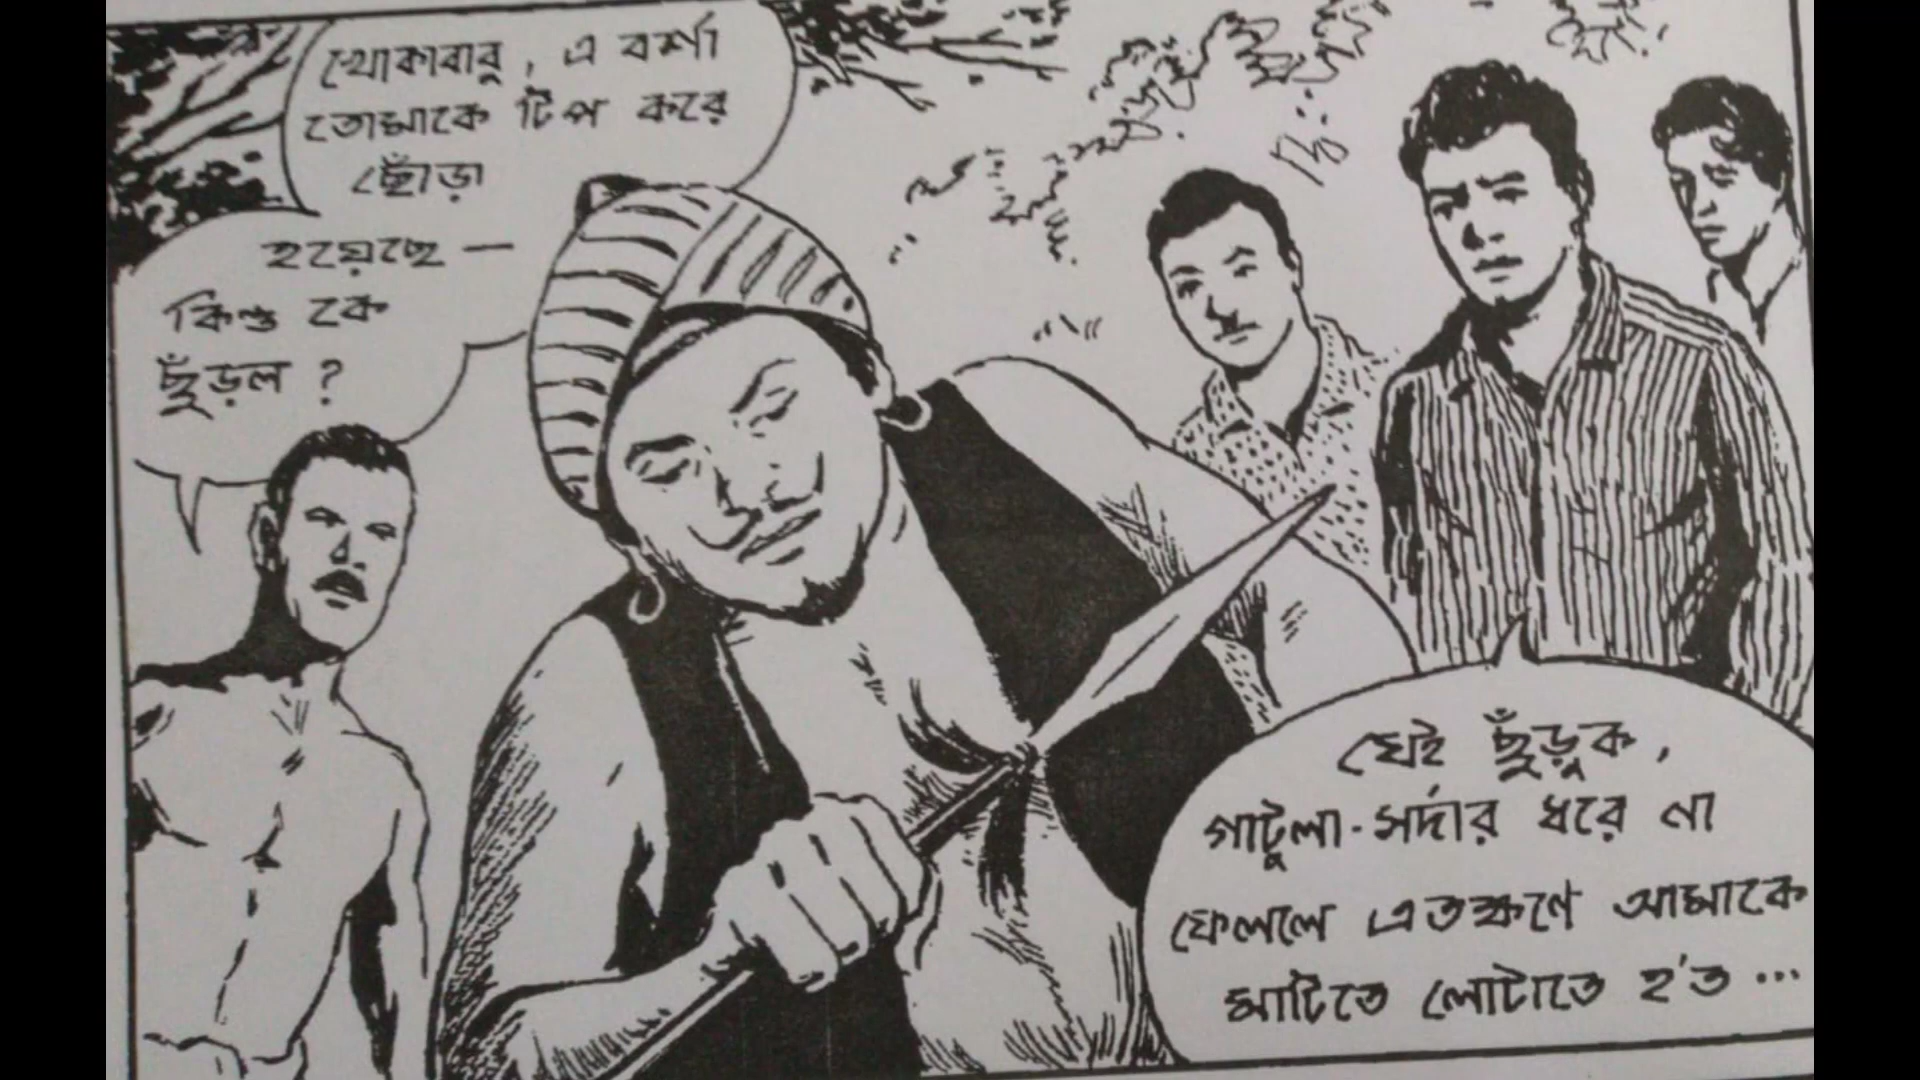 খোকাবাবু, এ বর্শা
তোমাকে টিপ করে
ছোঁড়া
হয়েছে —
কিন্তু কে
ছুঁড়ল ?
যেই ছুঁড়ুক,
গাটুলা-সর্দার ধরে না
ফেললে এতক্ষণে আমাকে
মাটিতে লোটাতে হ'ত ...